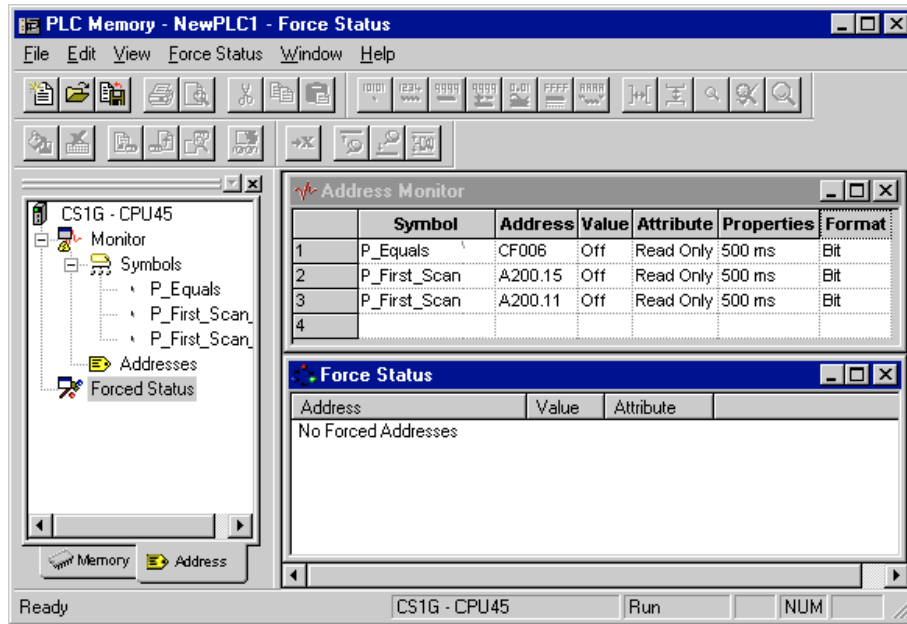 PLC Memory - NewPLC1 - Force Status
File Edit View Force Status Window Help
CS1G - CPU45
Monitor
Symbols
P_Equals
P_First_Scan_
P_First_Scan_
Addresses
Forced Status
Memory Address
Address Monitor
Symbol Address Value Attribute Properties Format
1 P_Equals CF006 Off Read Only 500 ms Bit
2 P_First_Scan A200.15 Off Read Only 500 ms Bit
3 P_First_Scan A200.11 Off Read Only 500 ms Bit
4
Force Status
Address Value Attribute
No Forced Addresses
Ready CS1G - CPU45 Run NUM